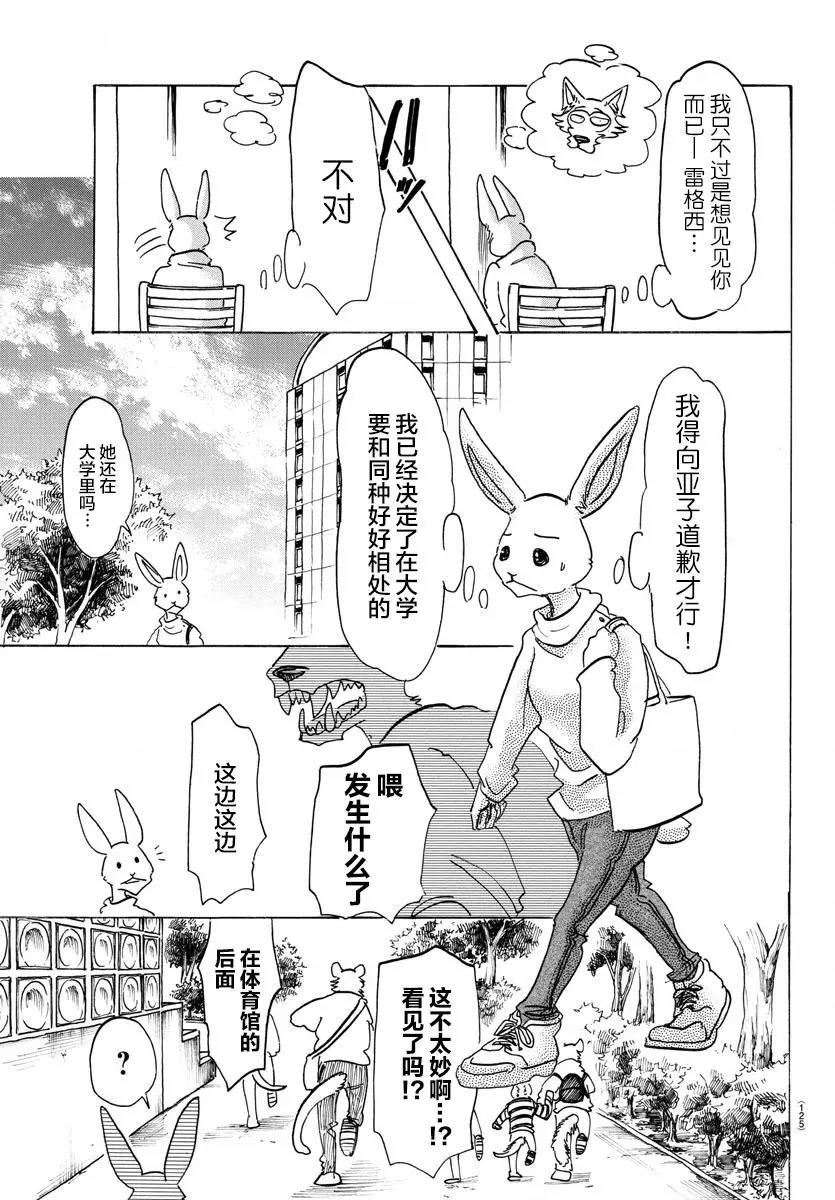 我只不过是想见见你
而已—雷格西…
不对
我得向亚子道歉才行！
我已经决定了在大学
要和同种好好相处的
她还在
大学里吗…
喂
发生什么了
这边这边
这不太妙啊…!?
看见了吗!?
在体育馆的
后面
？
(125)